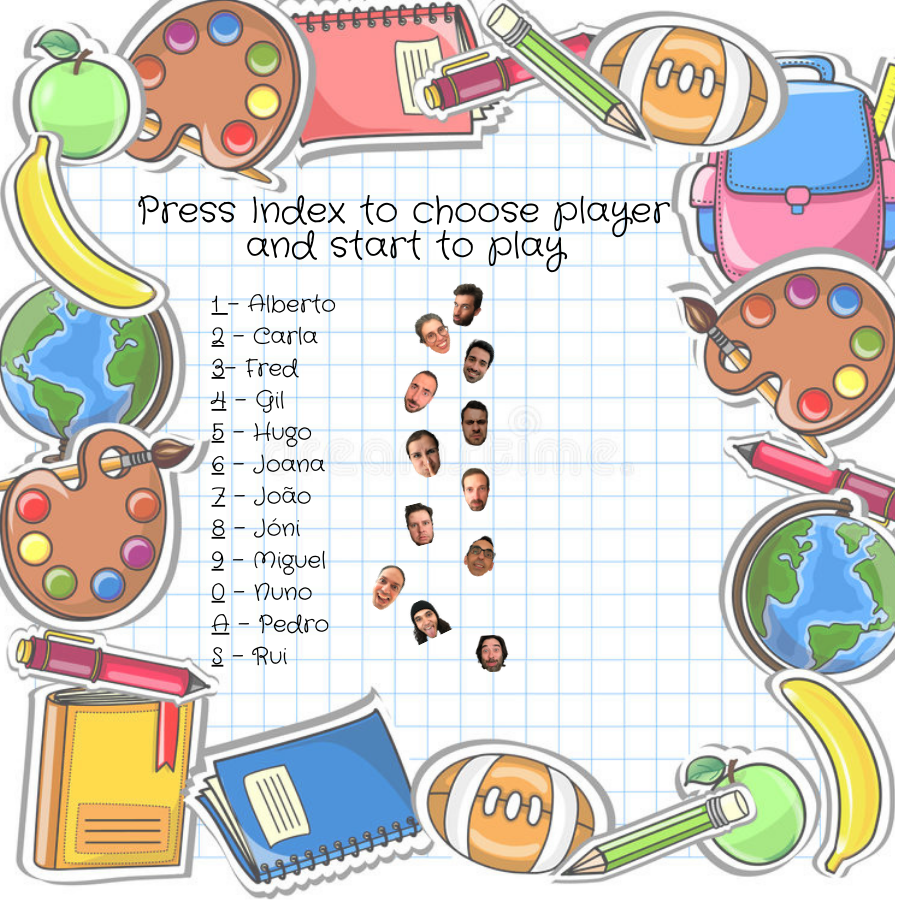 Press Index to choose player
and start to play
1 - Alberto
2 - Carla
3 - Fred
4 - Gil
5 - Hugo
6 - Joana
7 - João
8 - Jóni
9 - Miguel
0 - Nuno
A - Pedro
S - Rui